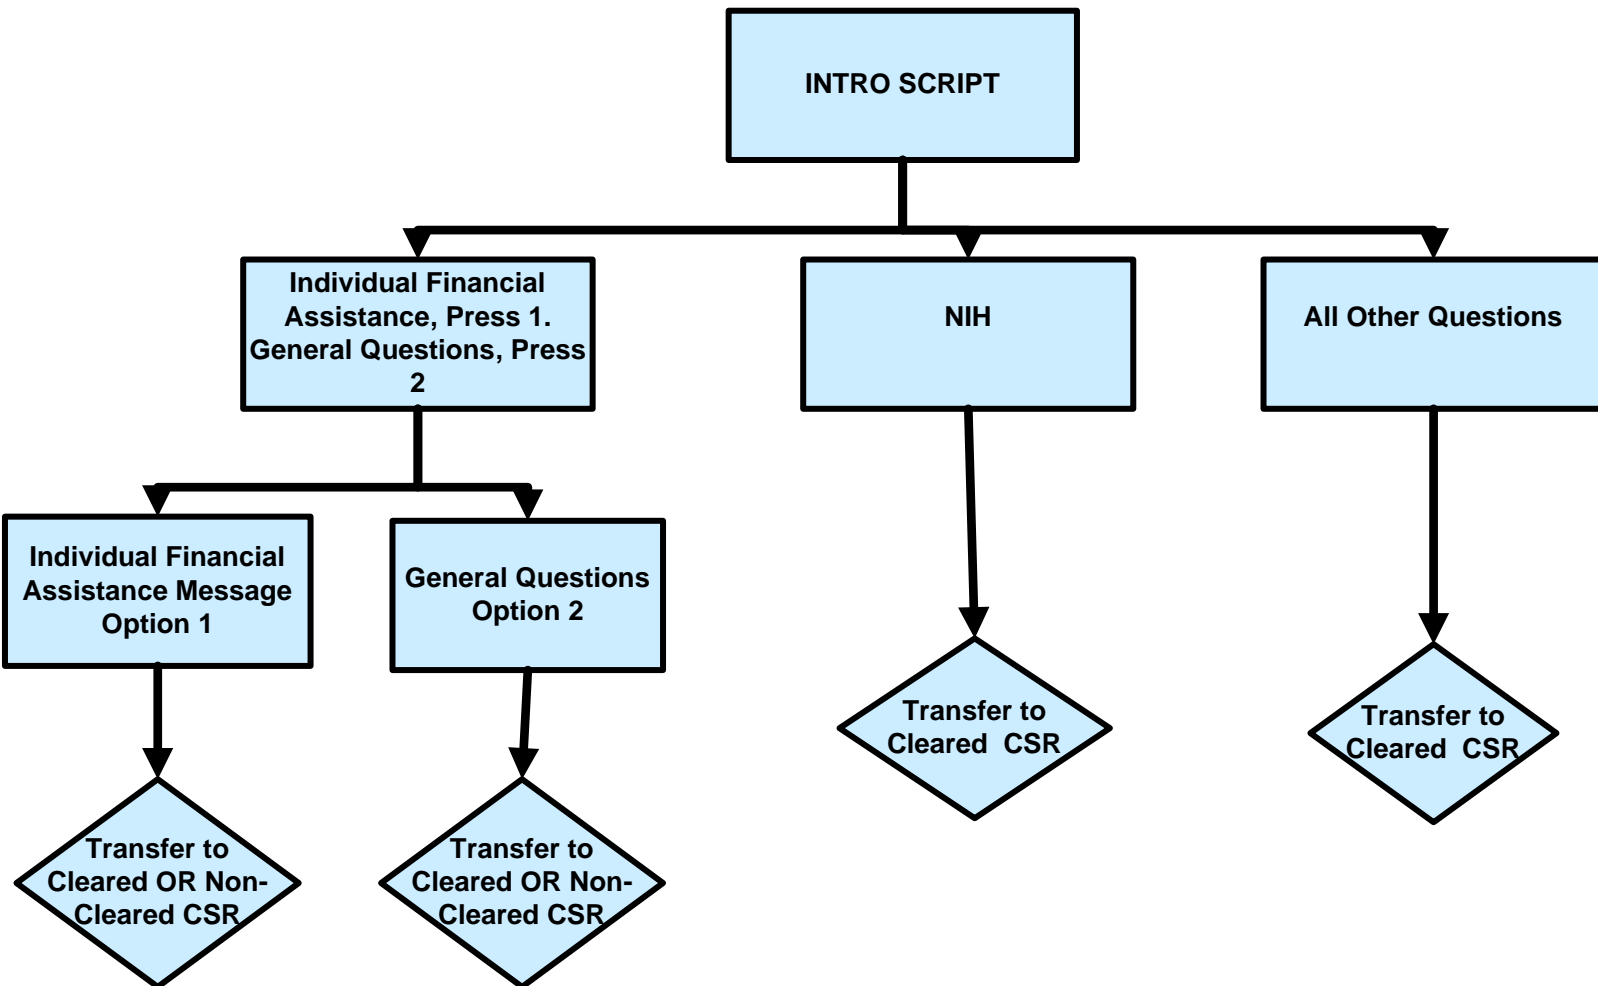 INTRO SCRIPT
Individual Financial
Assistance, Press 1.
General Questions, Press
2
NIH
All Other Questions
Individual Financial
Assistance Message
Option 1
General Questions
Option 2
Transfer to
Cleared  CSR
Transfer to
Cleared  CSR
Transfer to
Cleared OR Non-
Cleared CSR
Transfer to
Cleared OR Non-
Cleared CSR